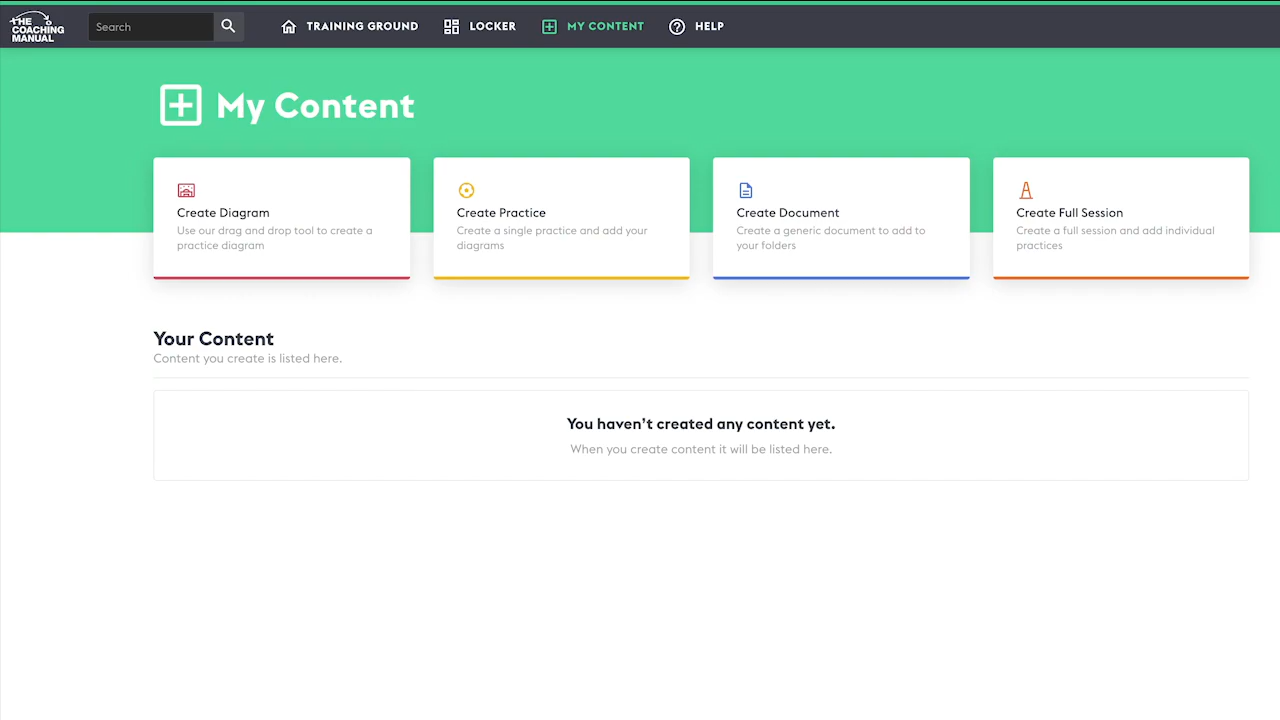 THE
COACHING
MANUAL
Search
TRAINING GROUND
LOCKER
MY CONTENT
HELP
My Content
Create Diagram
Use our drag and drop tool to create a
practice diagram
Create Practice
Create a single practice and add your
diagrams
Create Document
Create a generic document to add to
your folders
Create Full Session
Create a full session and add individual
practices
Your Content
Content you create is listed here.
You haven't created any content yet.
When you create content it will be listed here.